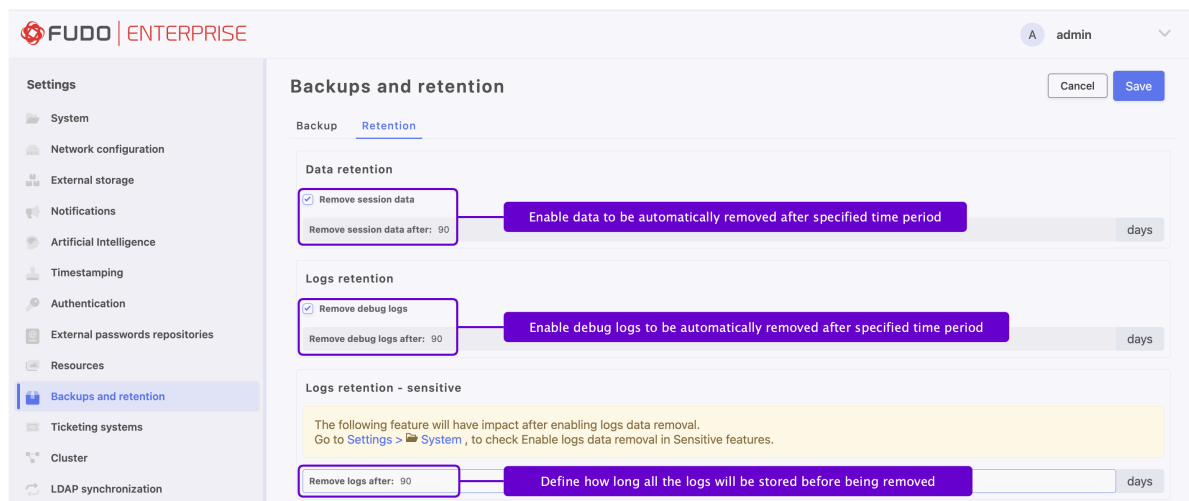 FUDO | ENTERPRISE
A admin
Settings
System
Network configuration
External storage
Notifications
Artificial Intelligence
Timestamping
Authentication
External passwords repositories
Resources
Backups and retention
Ticketing systems
Cluster
LDAP synchronization
Backups and retention
Cancel Save
Backup Retention
Data retention
Remove session data
Enable data to be automatically removed after specified time period
Remove session data after: 90 days
Logs retention
Remove debug logs
Enable debug logs to be automatically removed after specified time period
Remove debug logs after: 90 days
Logs retention - sensitive
The following feature will have impact after enabling logs data removal.
Go to Settings > System , to check Enable logs data removal in Sensitive features.
Remove logs after: 90 Define how long all the logs will be stored before being removed days